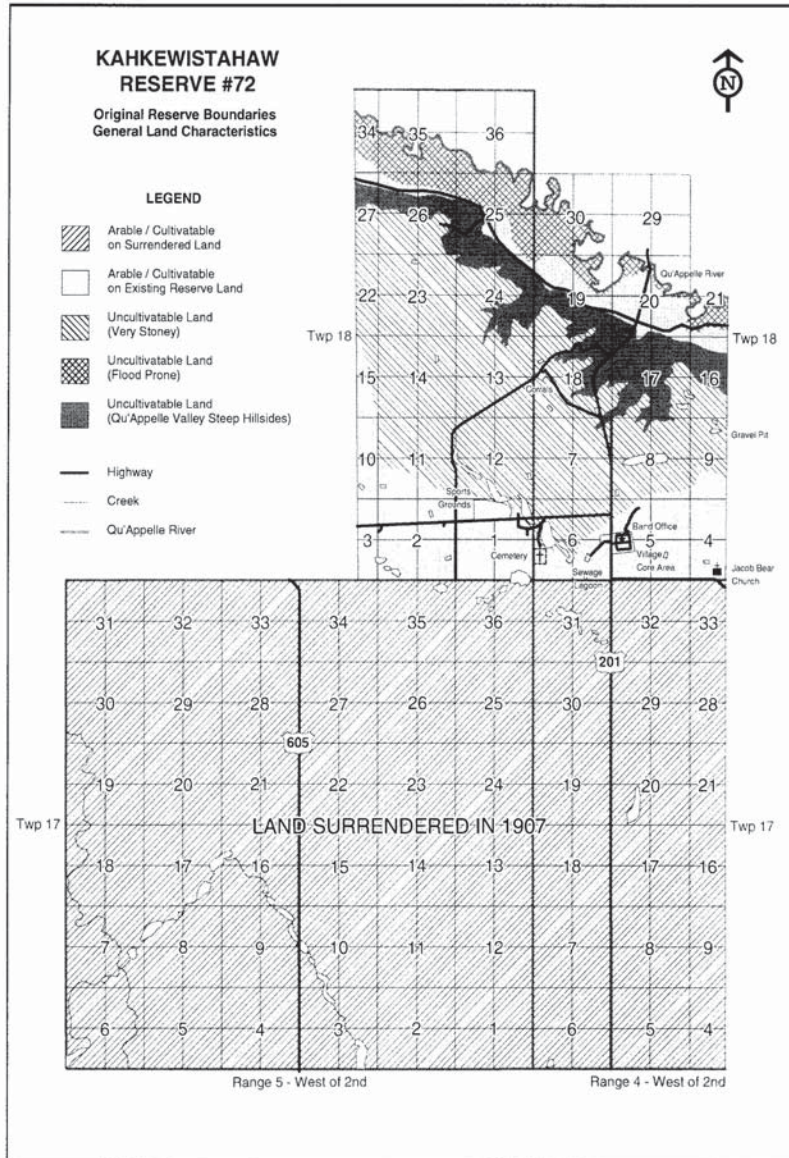 KAHKEWISTAHAW
RESERVE #72
Original Reserve Boundaries
General Land Characteristics
N
LEGEND
Arable / Cultivatable
on Surrendered Land
Arable / Cultivatable
on Existing Reserve Land
Uncultivatable Land
(Very Stoney)
Uncultivatable Land
(Flood Prone)
Uncultivatable Land
(Qu'Appelle Valley Steep Hillsides)
Highway
Creek
Qu'Appelle River
34 35 36
27 26 25 30 29
Qu'Appelle River
22 23 24 19 20 21
Twp 18 Twp 18
15 14 13 18 17 16
Corrals
Gravel Pit
10 11 12 7 8 9
Sports
Grounds
Band Office
3 2 1 6 5 4
Cemetery
Village
Core Area
Sewage
Lagoon
Jacob Bear
Church
31 32 33 34 35 36 31 32 33
201
30 29 28 27 26 25 30 29 28
605
19 20 21 22 23 24 19 20 21
Twp 17 LAND SURRENDERED IN 1907 Twp 17
18 17 16 15 14 13 18 17 16
7 8 9 10 11 12 7 8 9
6 5 4 3 2 1 6 5 4
Range 5 - West of 2nd Range 4 - West of 2nd